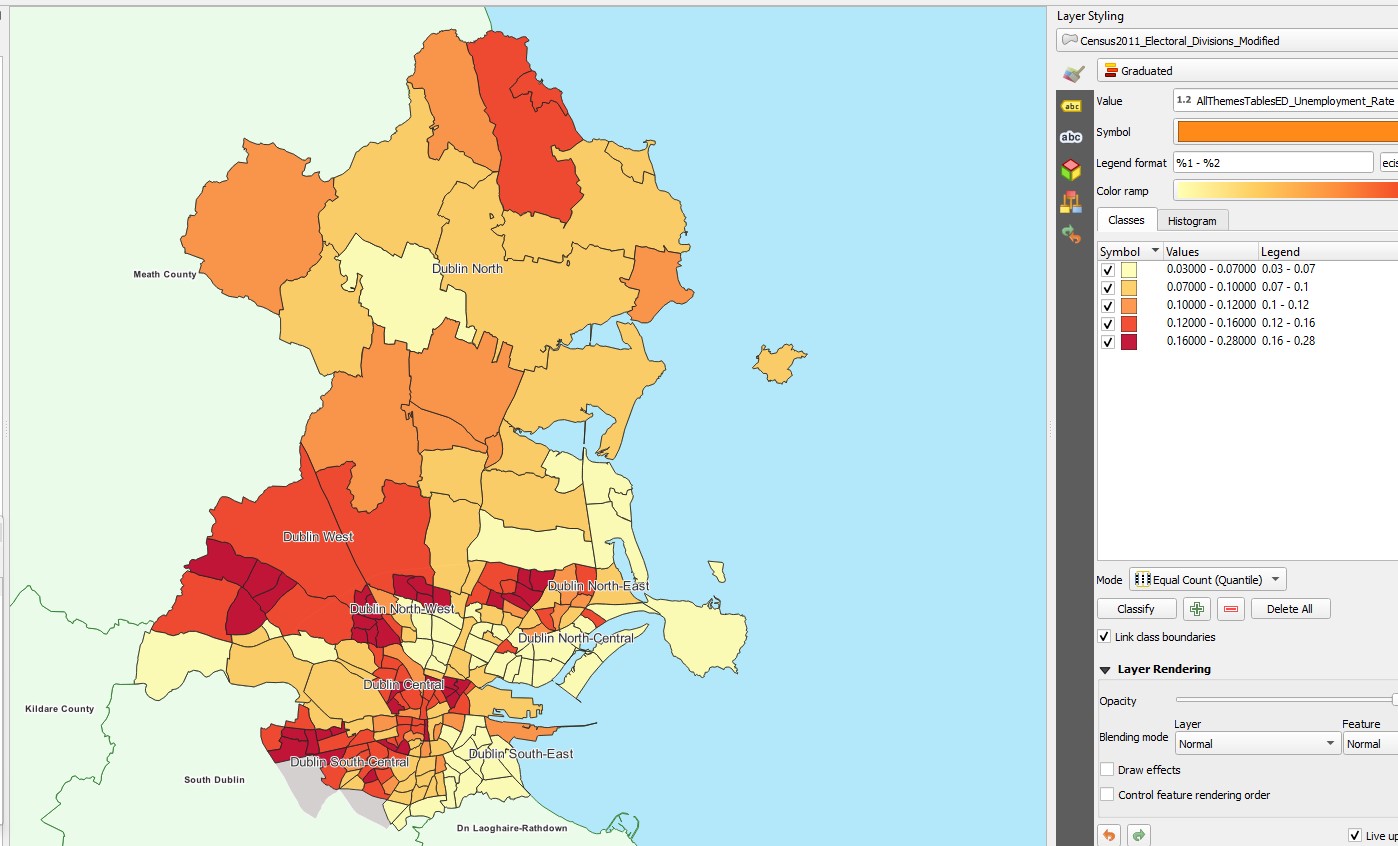 Layer Styling
Census2011_Electoral_Divisions_Modified
Graduated
Value
1.2 AllThemesTablesED_Unemployment_Rate
Symbol
Legend format
%1 - %2
ecis
Color ramp
Classes
Histogram
Symbol Values Legend
0.03000 - 0.07000 0.03 - 0.07
0.07000 - 0.10000 0.07 - 0.1
0.10000 - 0.12000 0.1 - 0.12
0.12000 - 0.16000 0.12 - 0.16
0.16000 - 0.28000 0.16 - 0.28
Mode
Equal Count (Quantile)
Classify
Delete All
Link class boundaries
Layer Rendering
Opacity
Layer
Feature
Blending mode
Normal
Normal
Draw effects
Control feature rendering order
Live up
abc
abc
Meath County
Dublin North
Dublin West
Dublin North-East
Dublin North-West
Dublin North-Central
Dublin Central
Kildare County
Dublin South-East
Dublin South-Central
South Dublin
Dn Laoghaire-Rathdown